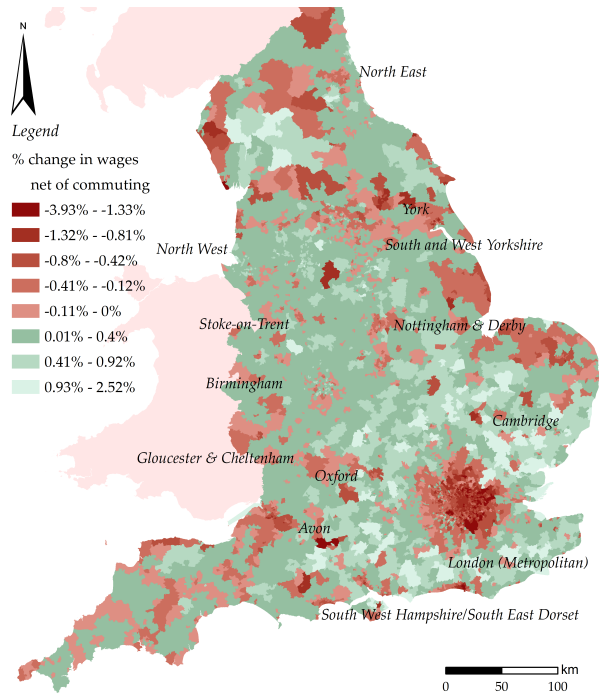 N
North East
Legend
% change in wages
net of commuting
-3.93% - -1.33%
-1.32% - -0.81%
-0.8% - -0.42%
-0.41% - -0.12%
-0.11% - 0%
0.01% - 0.4%
0.41% - 0.92%
0.93% - 2.52%
York
South and West Yorkshire
North West
Stoke-on-Trent
Nottingham & Derby
Birmingham
Cambridge
Gloucester & Cheltenham
Oxford
Avon
London (Metropolitan)
South West Hampshire/South East Dorset
km
0 50 100